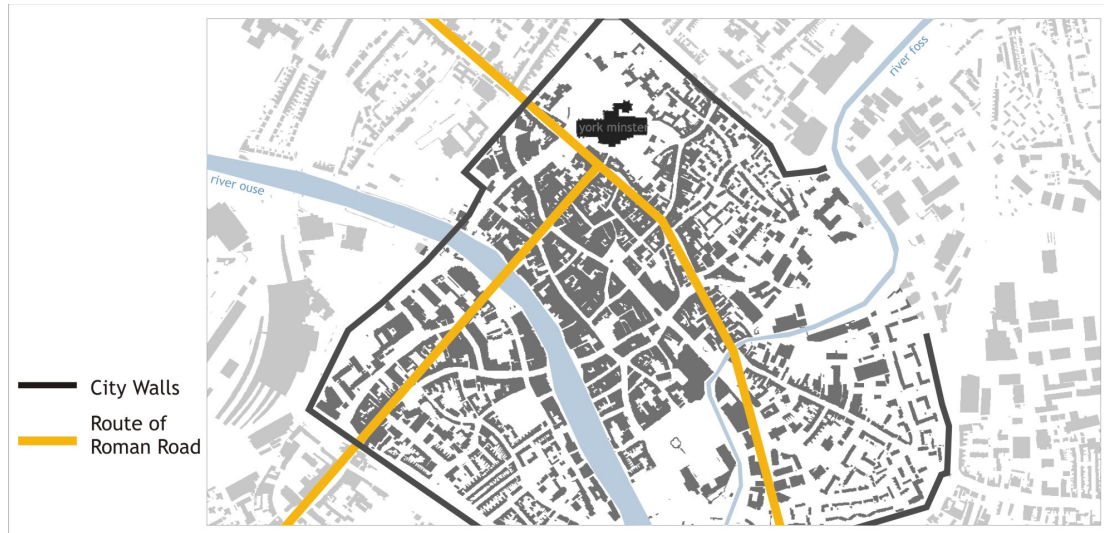 river foss
york minster
river ouse
City Walls
Route of
Roman Road